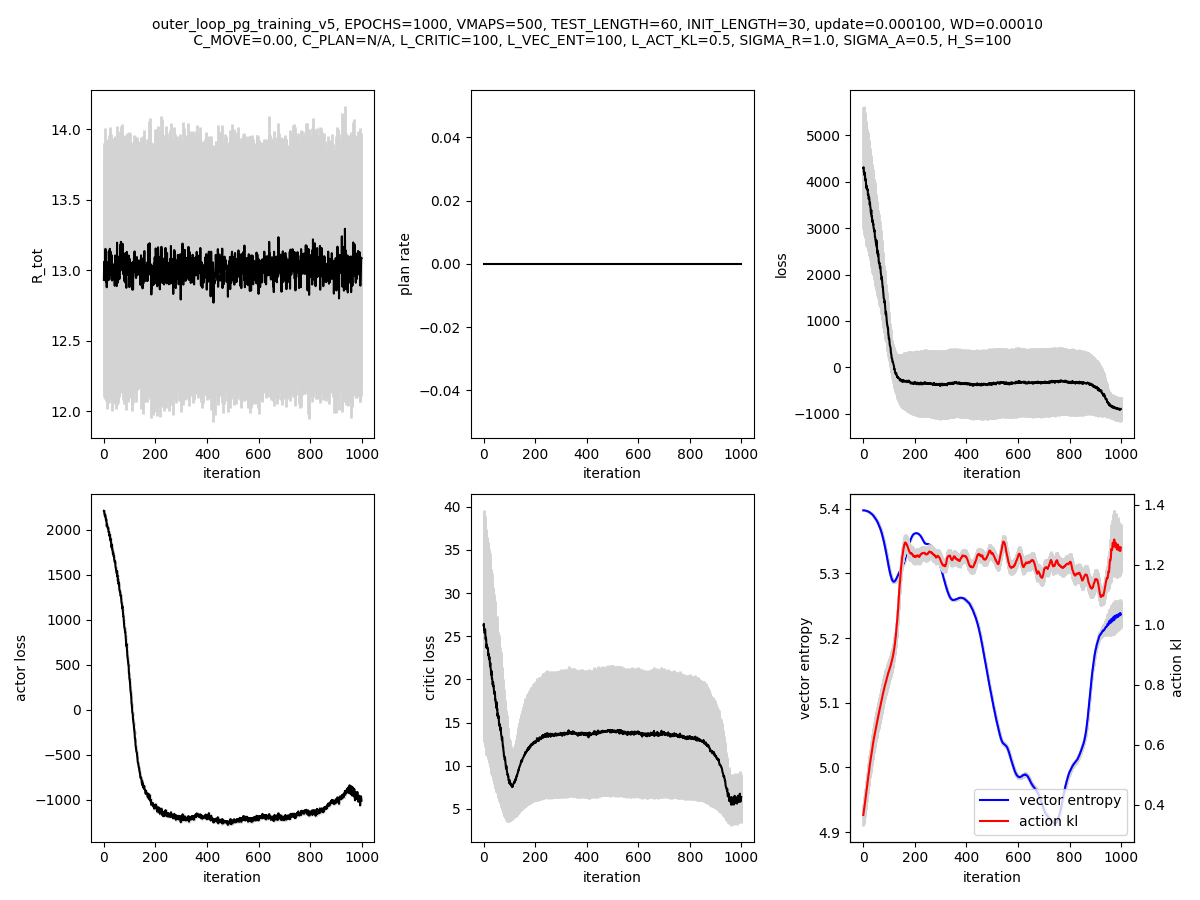 outer_loop_pg_training_v5, EPOCHS=1000, VMAPS=500, TEST_LENGTH=60, INIT_LENGTH=30, update=0.000100, WD=0.00010
C_MOVE=0.00, C_PLAN=N/A, L_CRITIC=100, L_VEC_ENT=100, L_ACT_KL=0.5, SIGMA_R=1.0, SIGMA_A=0.5, H_S=100
R_tot
14.0
13.5
13.0
12.5
12.0
0 200 400 600 800 1000
iteration
plan rate
0.04
0.02
0.00
−0.02
−0.04
0 200 400 600 800 1000
iteration
loss
5000
4000
3000
2000
1000
0
−1000
0 200 400 600 800 1000
iteration
actor loss
2000
1500
1000
500
0
−500
−1000
0 200 400 600 800 1000
iteration
critic loss
40
35
30
25
20
15
10
5
0 200 400 600 800 1000
iteration
vector entropy
5.4
5.3
5.2
5.1
5.0
4.9
0 200 400 600 800 1000
iteration
vector entropy
action kl
1.4
1.2
1.0
0.8
0.6
0.4
action kl